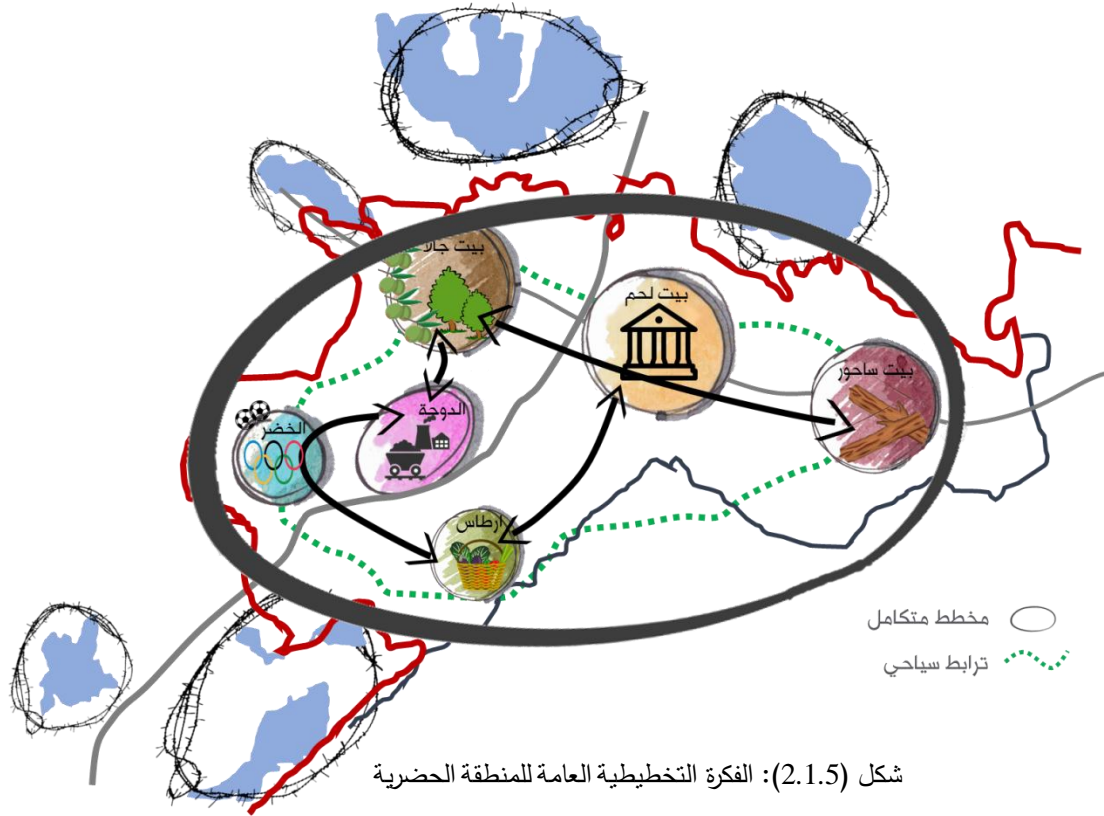 بيت جالا
بيت لحم
بيت ساحور
الدوحة
الخضر
ارطاس
مخطط متكامل
ترابط سياحي
شكل (2.1.5): الفكرة التخطيطية العامة للمنطقة الحضرية